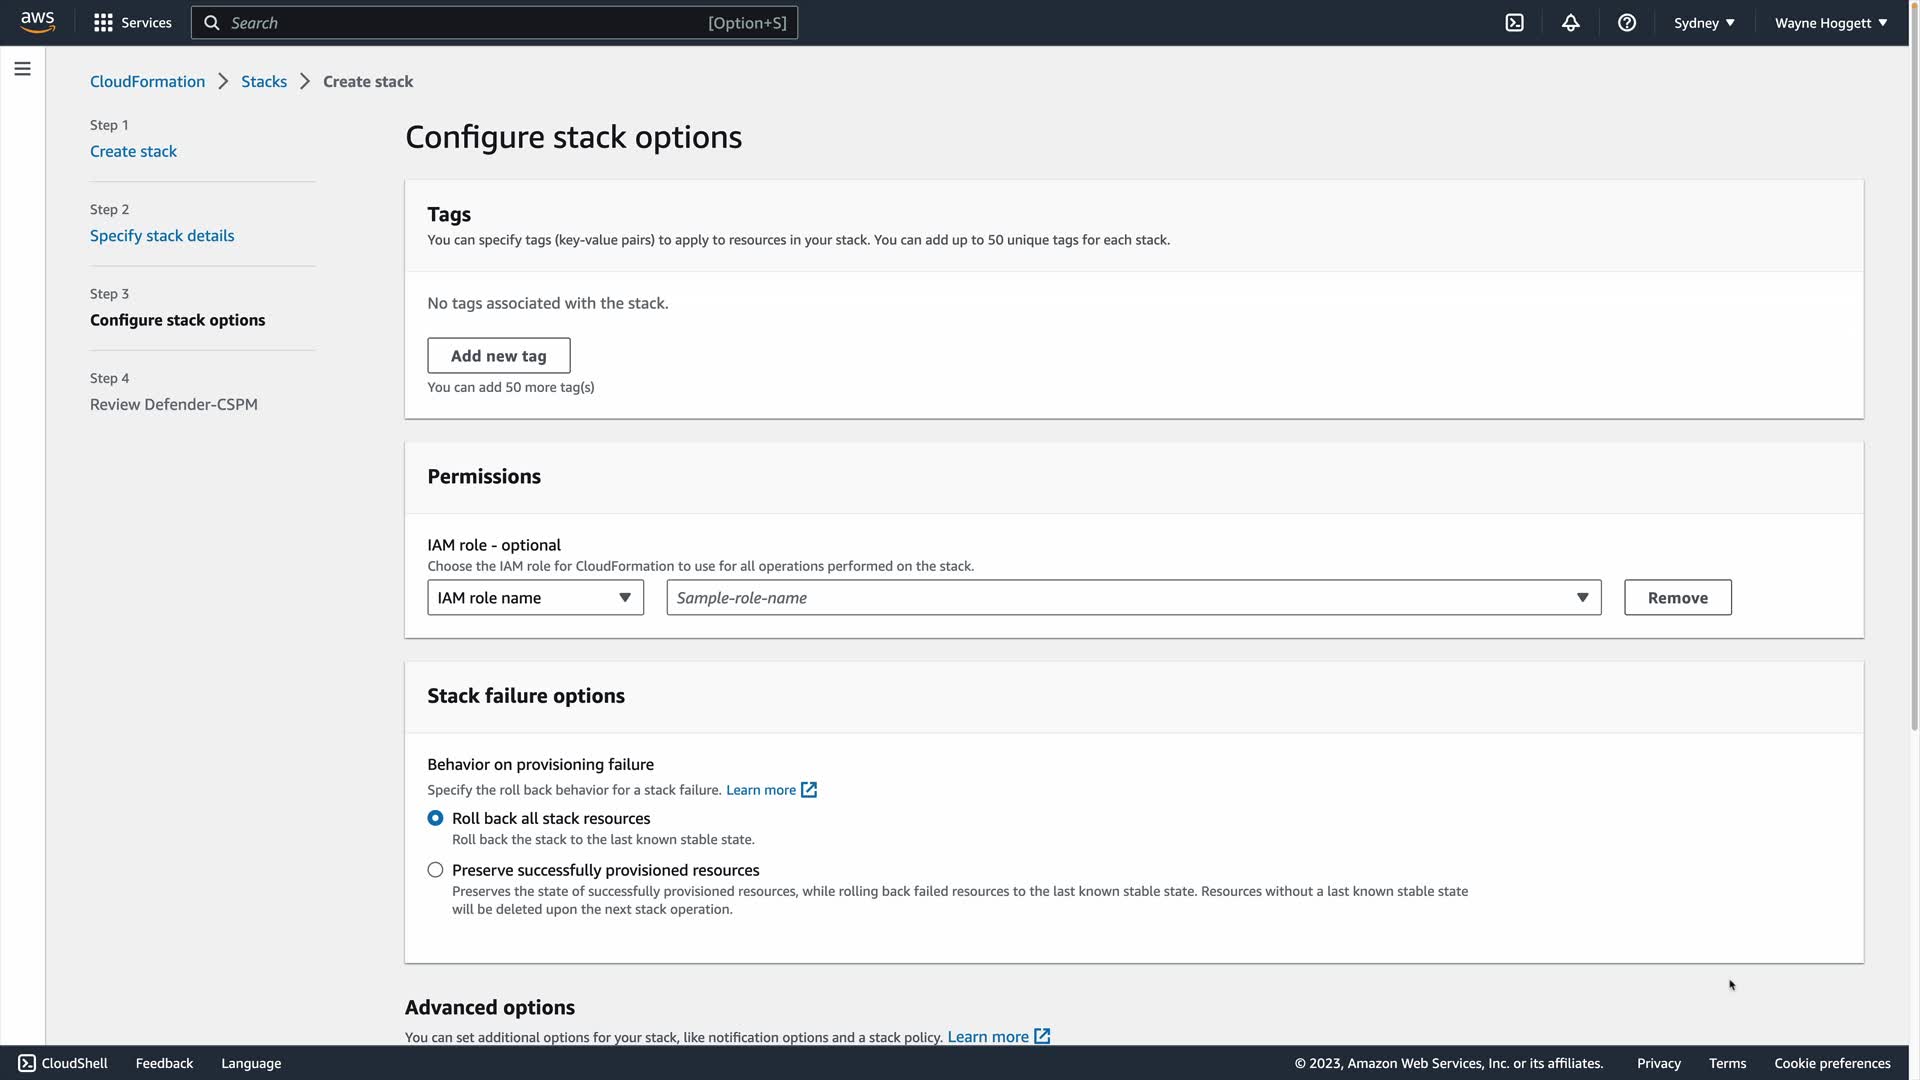 aws
Services
Search
[Option+S]
Sydney
Wayne Hoggett
CloudFormation
Stacks
Create stack
Step 1
Create stack
Step 2
Specify stack details
Step 3
Configure stack options
Step 4
Review Defender-CSPM
Configure stack options
Tags
You can specify tags (key-value pairs) to apply to resources in your stack. You can add up to 50 unique tags for each stack.
No tags associated with the stack.
Add new tag
You can add 50 more tag(s)
Permissions
IAM role - optional
Choose the IAM role for CloudFormation to use for all operations performed on the stack.
IAM role name
Sample-role-name
Remove
Stack failure options
Behavior on provisioning failure
Specify the roll back behavior for a stack failure. Learn more
Roll back all stack resources
Roll back the stack to the last known stable state.
Preserve successfully provisioned resources
Preserves the state of successfully provisioned resources, while rolling back failed resources to the last known stable state. Resources without a last known stable state
will be deleted upon the next stack operation.
Advanced options
You can set additional options for your stack, like notification options and a stack policy. Learn more
CloudShell
Feedback
Language
© 2023, Amazon Web Services, Inc. or its affiliates.
Privacy
Terms
Cookie preferences